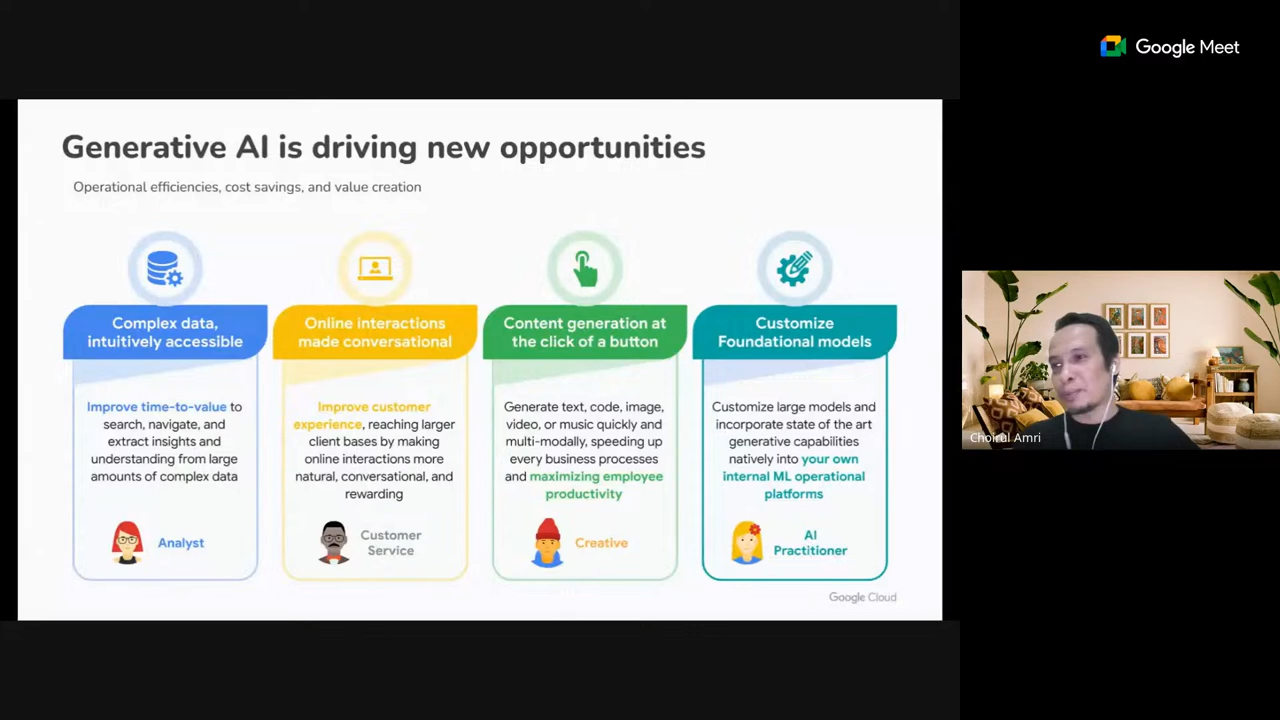 Google Meet
Generative AI is driving new opportunities
Operational efficiencies, cost savings, and value creation
Complex data,
intuitively accessible
Improve time-to-value to
search, navigate, and
extract insights and
understanding from large
amounts of complex data
Analyst
Online interactions
made conversational
Improve customer
experience, reaching larger
client bases by making
online interactions more
natural, conversational, and
rewarding
Customer
Service
Content generation at
the click of a button
Generate text, code, image,
video, or music quickly and
multi-modally, speeding up
every business processes
and maximizing employee
productivity
Creative
Customize
Foundational models
Customize large models and
incorporate state of the art
generative capabilities
natively into your own
internal ML operational
platforms
AI
Practitioner
Google Cloud
Choirul Amri